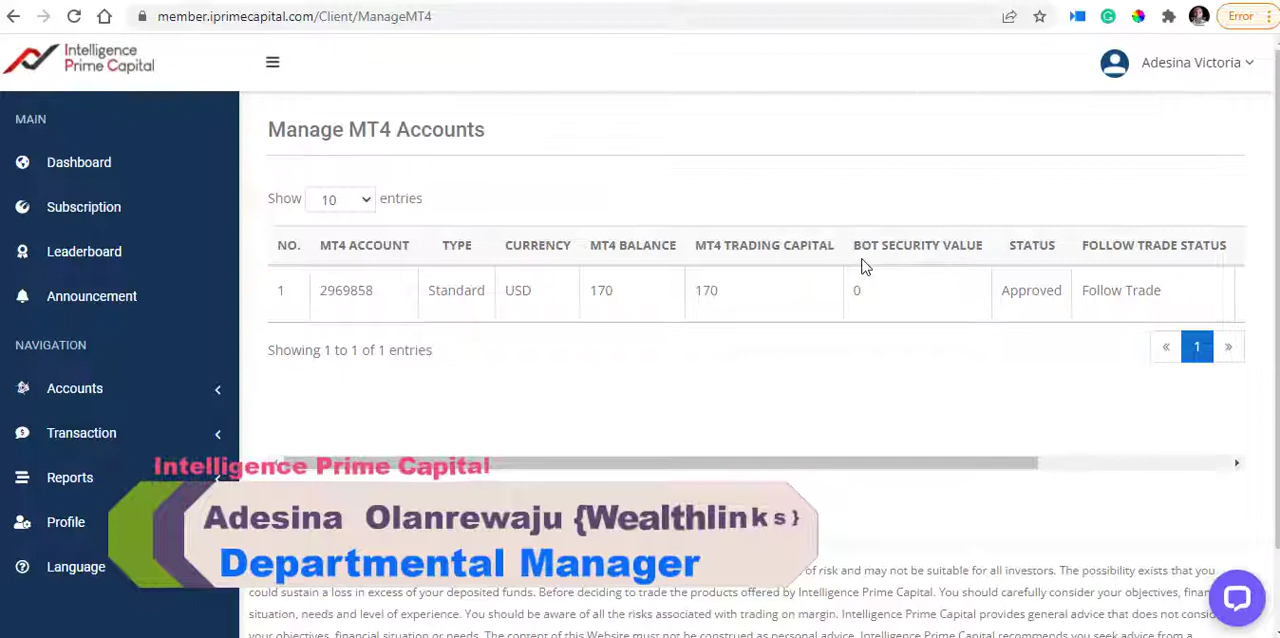 member.iprimecapital.com/Client/ManageMT4
Error
Intelligence
Prime Capital
Adesina Victoria
MAIN
Dashboard
Subscription
Leaderboard
Announcement
NAVIGATION
Accounts
Transaction
Reports
Profile
Language
Manage MT4 Accounts
Show 10 entries
NO. MT4 ACCOUNT TYPE CURRENCY MT4 BALANCE MT4 TRADING CAPITAL BOT SECURITY VALUE STATUS FOLLOW TRADE STATUS
1 2969858 Standard USD 170 170 0 Approved Follow Trade
Showing 1 to 1 of 1 entries
« 1 »
Intelligence Prime Capital
Adesina Olanrewaju {Wealthlinks}
Departmental Manager
of risk and may not be suitable for all investors. The possibility exists that you
could sustain a loss in excess of your deposited funds. Before deciding to trade the products offered by Intelligence Prime Capital. You should carefully consider your objectives,
situation, needs and level of experience. You should be aware of all the risks associated with trading on margin. Intelligence Prime Capital provides general advice that does not
your objectives, financial situation or needs. The content of this Website must not be construed as personal advice. Intelligence Prime Capital recommends you seek advice from a